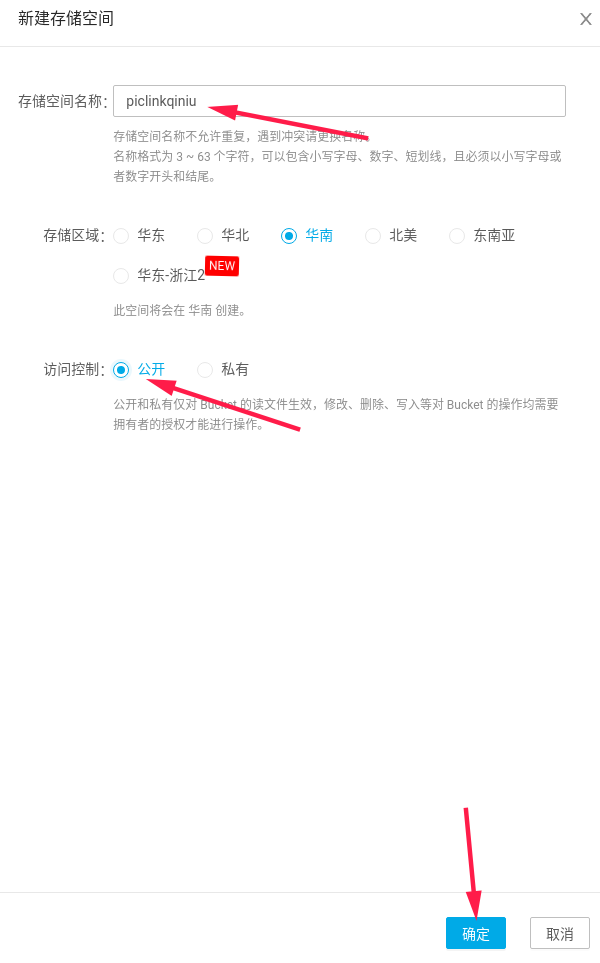 新建存储空间 X
存储空间名称： piclinkqiniu
存储空间名称不允许重复，遇到冲突请更换名称
名称格式为 3 ~ 63 个字符，可以包含小写字母、数字、短划线，且必须以小写字母或
者数字开头和结尾。
存储区域： 华东 华北 华南 北美 东南亚
华东-浙江2 NEW
此空间将会在 华南 创建。
访问控制： 公开 私有
公开和私有仅对 Bucket 的读文件生效，修改、删除、写入等对 Bucket 的操作均需要
拥有者的授权才能进行操作。
确定 取消